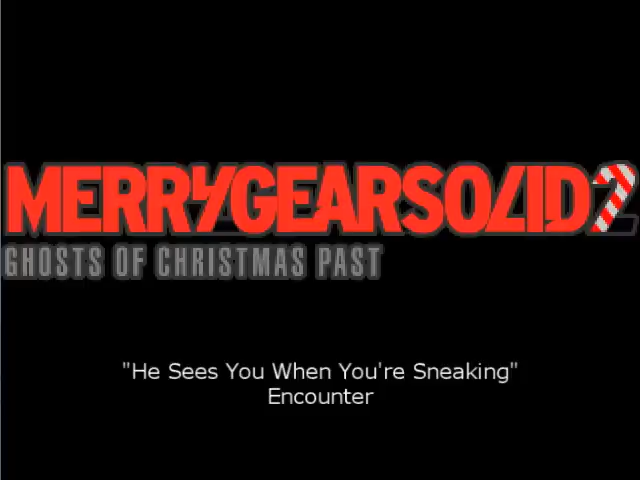 MERRYGEARSOLID2
GHOSTS OF CHRISTMAS PAST
"He Sees You When You're Sneaking"
Encounter